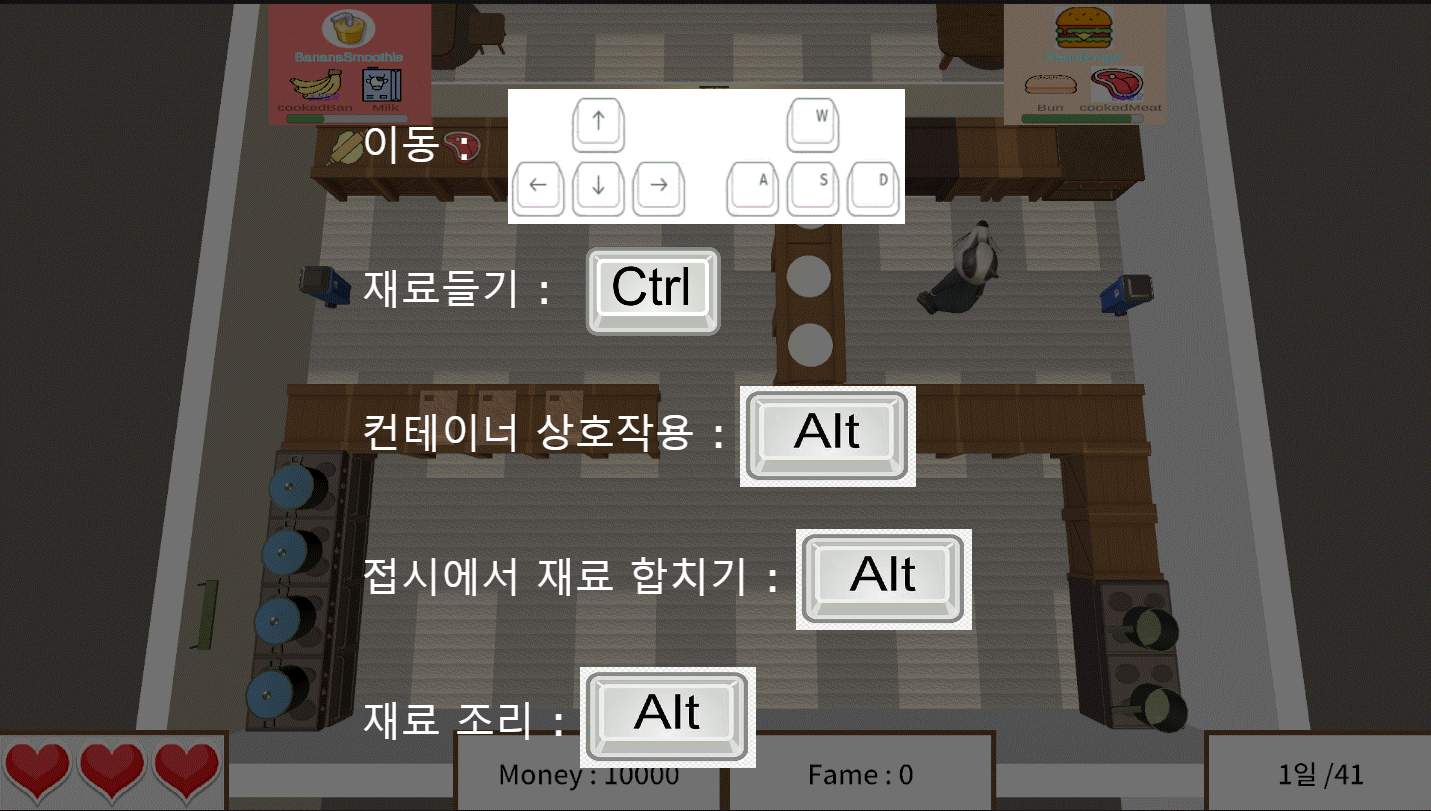 BananaSmoothie
cookedBan Milk
Bun cookedMeat
이동 :
↑ W
← ↓ → A S D
재료들기 : Ctrl
컨테이너 상호작용 : Alt
접시에서 재료 합치기 : Alt
재료 조리 : Alt
Money : 10000
Fame : 0
1일 /41